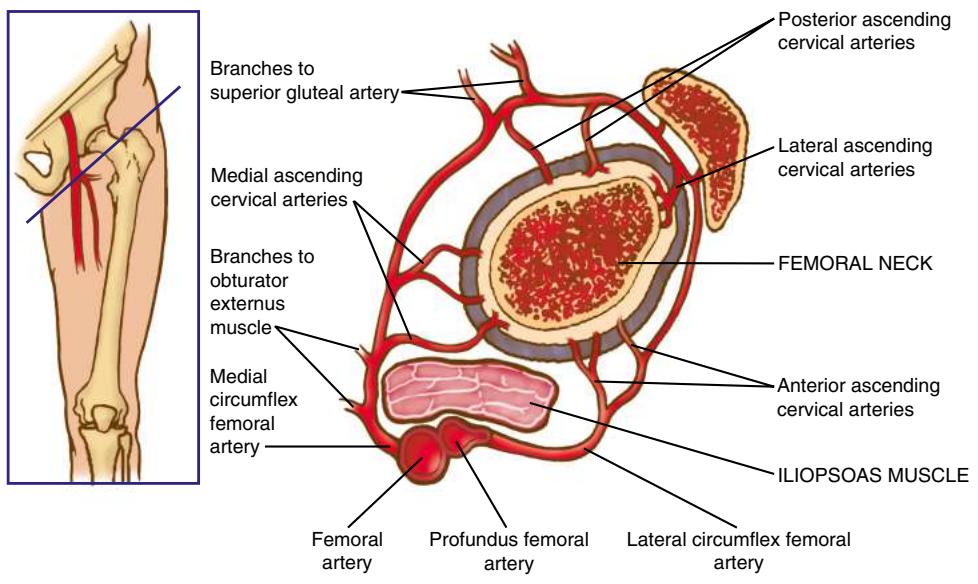 Posterior ascending
cervical arteries
Branches to
superior gluteal artery
Lateral ascending
cervical arteries
Medial ascending
cervical arteries
Branches to
obturator
externus
muscle
FEMORAL NECK
Medial
circumflex
femoral
artery
Anterior ascending
cervical arteries
ILIOPSOAS MUSCLE
Femoral
artery
Profundus femoral
artery
Lateral circumflex femoral
artery